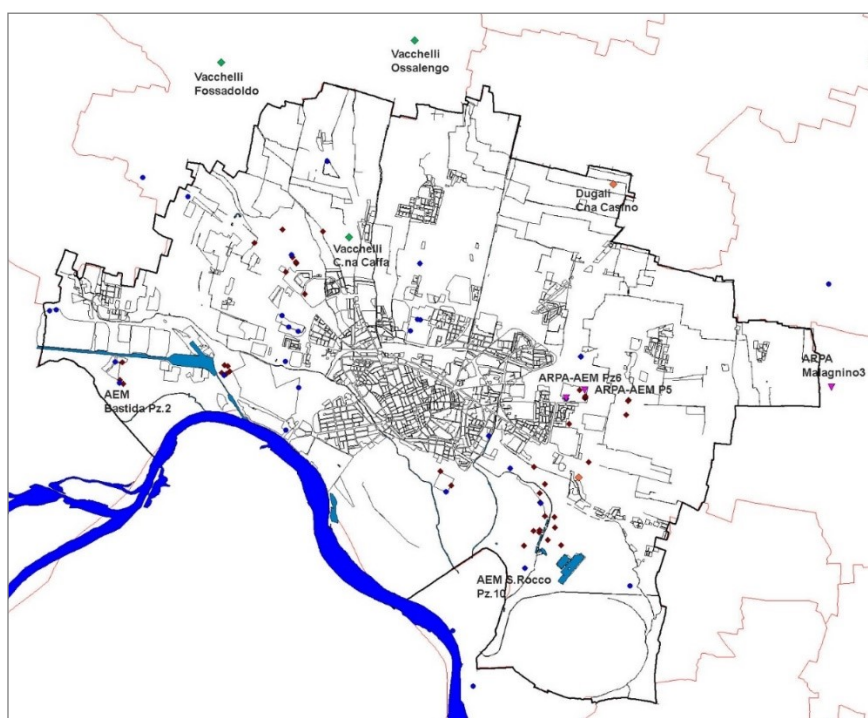 Vacchelli
Ossalengo
Vacchelli
Fossadoldo
Dugali
Cna Casino
Vacchelli
C.na Caffa
ARPA
Malagnino3
ARPA-AEM Pz6
ARPA-AEM P5
AEM
Bastida Pz.2
AEM S.Rocco
Pz.10